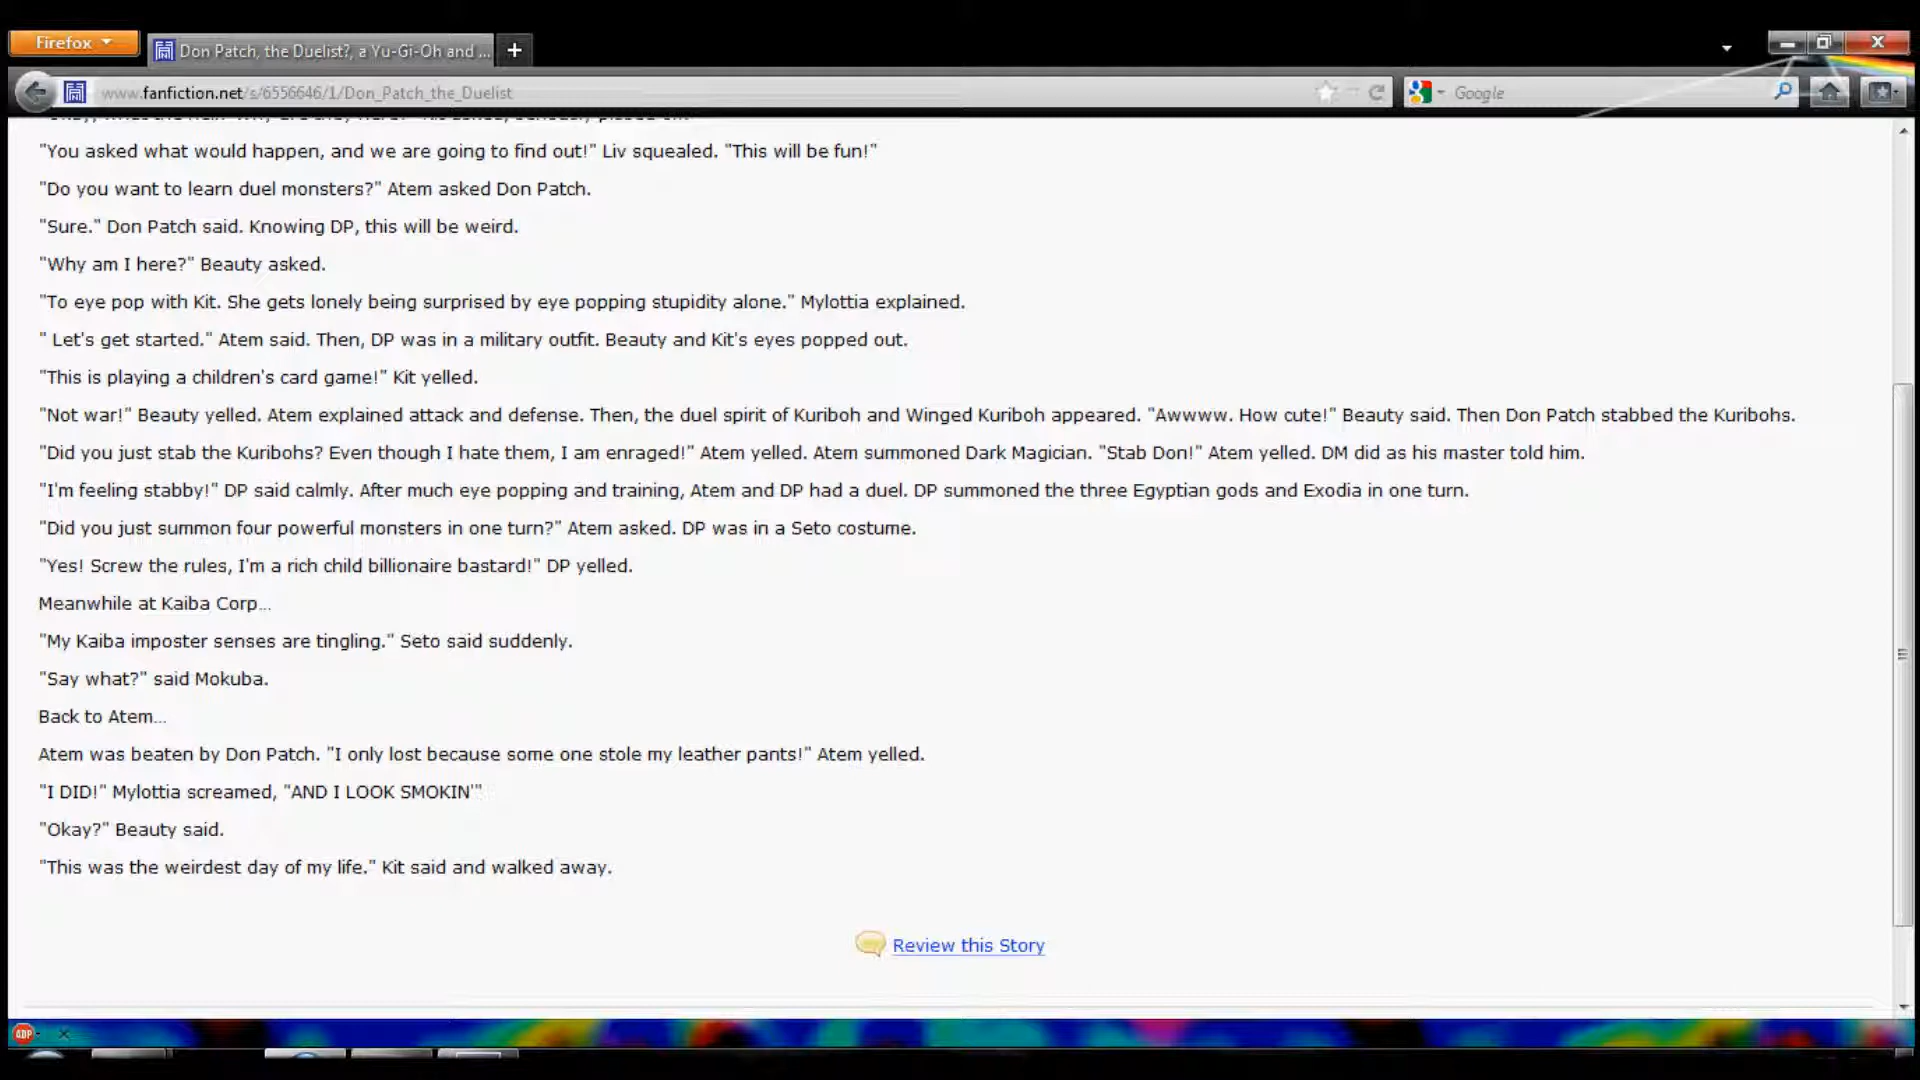 Firefox
Don Patch, the Duelist?, a Yu-Gi-Oh and ...
www.fanfiction.net/s/6556646/1/Don_Patch_the_Duelist
Google
"You asked what would happen, and we are going to find out!" Liv squealed. "This will be fun!"
"Do you want to learn duel monsters?" Atem asked Don Patch.
"Sure." Don Patch said. Knowing DP, this will be weird.
"Why am I here?" Beauty asked.
"To eye pop with Kit. She gets lonely being surprised by eye popping stupidity alone." Mylottia explained.
" Let's get started." Atem said. Then, DP was in a military outfit. Beauty and Kit's eyes popped out.
"This is playing a children's card game!" Kit yelled.
"Not war!" Beauty yelled. Atem explained attack and defense. Then, the duel spirit of Kuriboh and Winged Kuriboh appeared. "Awwww. How cute!" Beauty said. Then Don Patch stabbed the Kuribohs.
"Did you just stab the Kuribohs? Even though I hate them, I am enraged!" Atem yelled. Atem summoned Dark Magician. "Stab Don!" Atem yelled. DM did as his master told him.
"I'm feeling stabby!" DP said calmly. After much eye popping and training, Atem and DP had a duel. DP summoned the three Egyptian gods and Exodia in one turn.
"Did you just summon four powerful monsters in one turn?" Atem asked. DP was in a Seto costume.
"Yes! Screw the rules, I'm a rich child billionaire bastard!" DP yelled.
Meanwhile at Kaiba Corp...
"My Kaiba imposter senses are tingling." Seto said suddenly.
"Say what?" said Mokuba.
Back to Atem...
Atem was beaten by Don Patch. "I only lost because some one stole my leather pants!" Atem yelled.
"I DID!" Mylottia screamed, "AND I LOOK SMOKIN'"
"Okay?" Beauty said.
"This was the weirdest day of my life." Kit said and walked away.
Review this Story
ABP